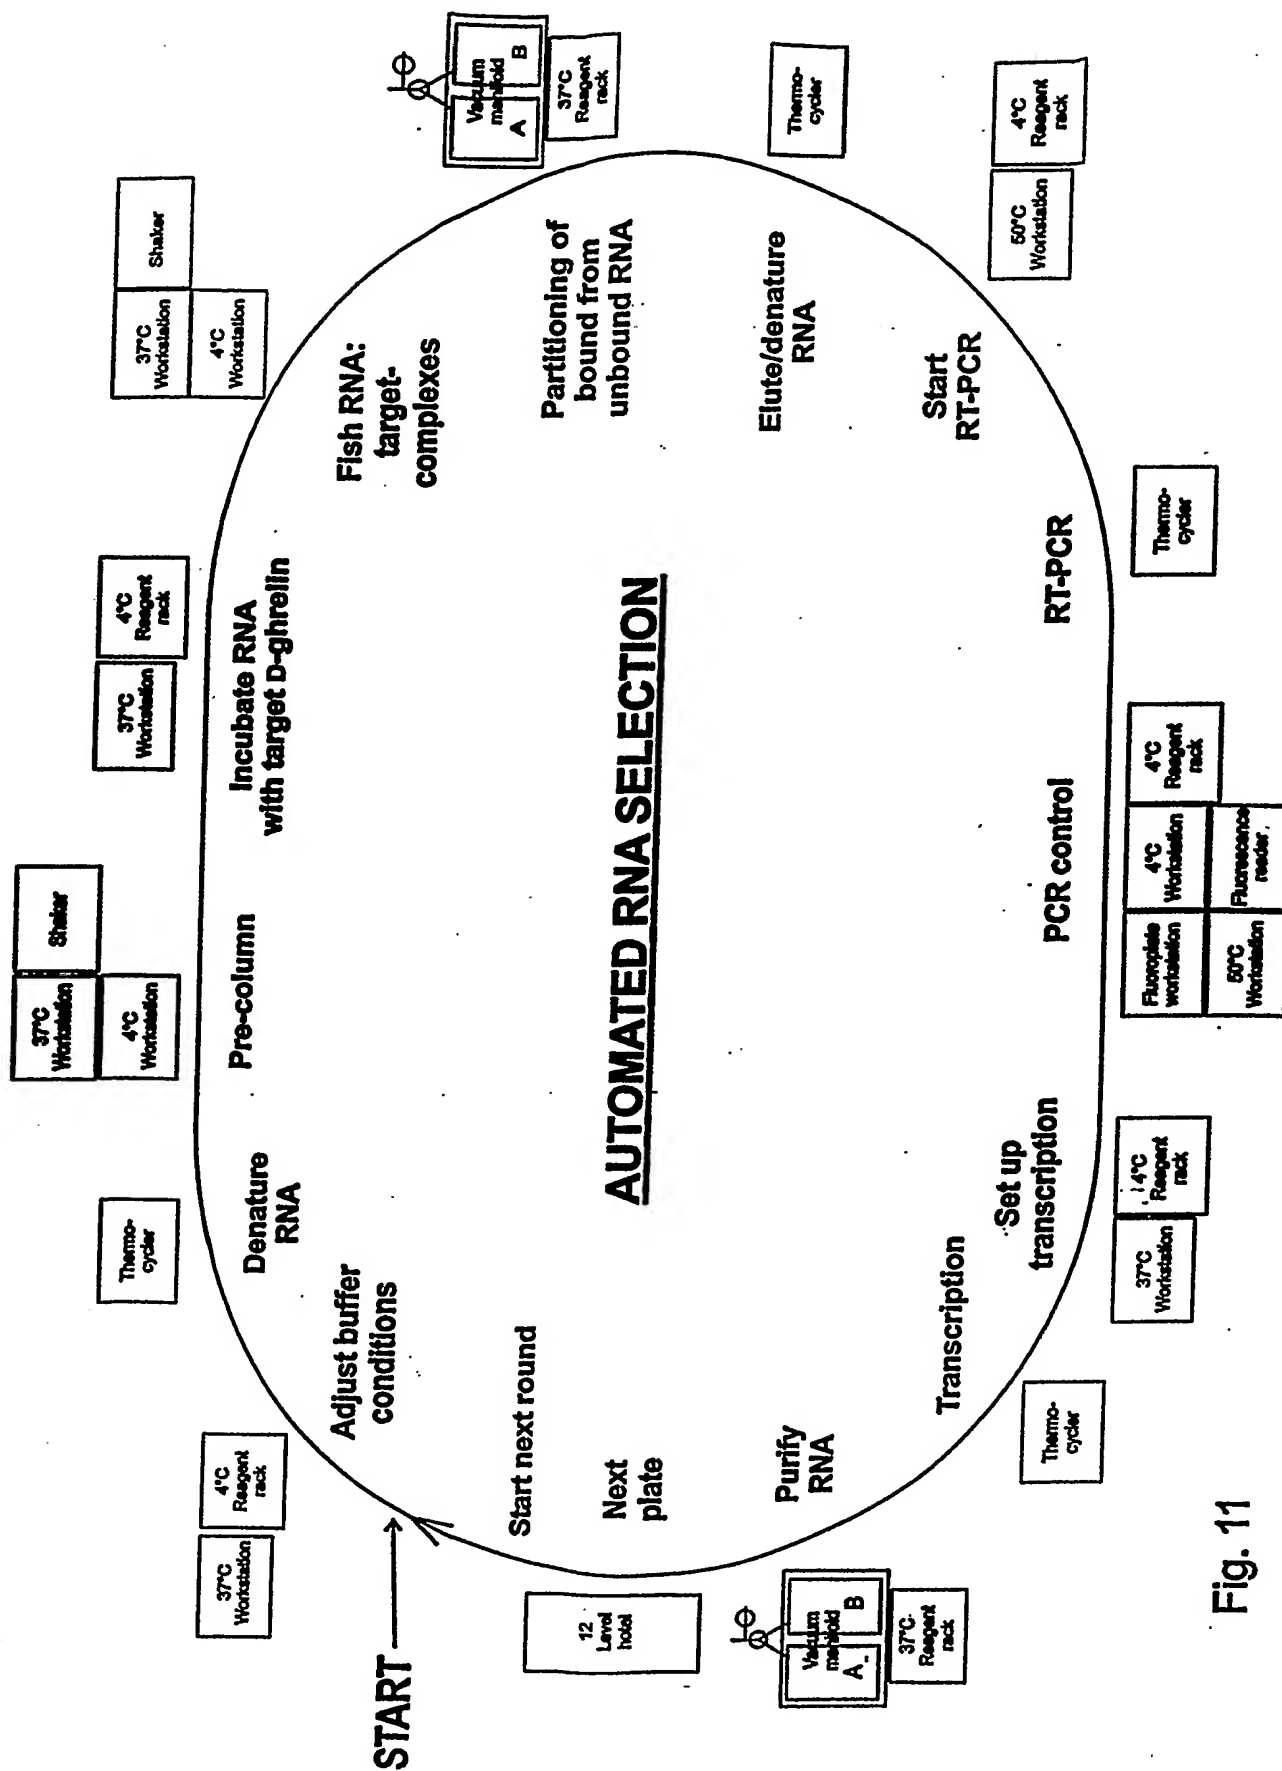 AUTOMATED RNA SELECTION
START
Adjust buffer
conditions
37°C
Workstation
4°C
Reagent
rack
Denature
RNA
Thermo-
cycler
Pre-column
37°C
Workstation
Shaker
4°C
Workstation
Incubate RNA
with target D-ghrelin
37°C
Workstation
4°C
Reagent
rack
Fish RNA:
target-
complexes
37°C
Workstation
Shaker
4°C
Workstation
Partitioning of
bound from
unbound RNA
Vacuum
manifold
A
B
37°C
Reagent
rack
Elute/denature
RNA
Thermo-
cycler
Start
RT-PCR
50°C
Workstation
4°C
Reagent
rack
RT-PCR
Thermo-
cycler
PCR control
Fluoroplate
workstation
4°C
Workstation
4°C
Reagent
rack
50°C
Workstation
Fluorescence
reader
Set up
transcription
37°C
Workstation
4°C
Reagent
rack
Transcription
Thermo-
cycler
Purify
RNA
Vacuum
manifold
A
B
37°C
Reagent
rack
Next
plate
12
Level
hotel
Start next round
Fig. 11